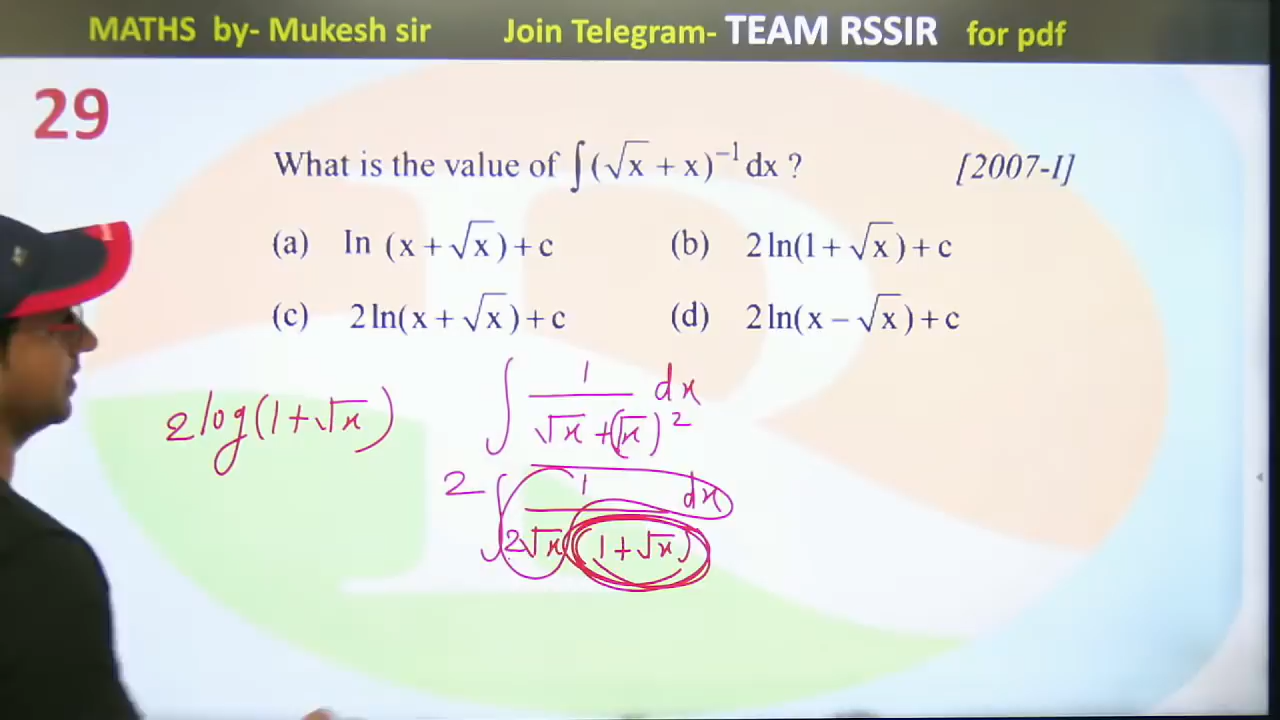 MATHS by- Mukesh sir Join Telegram- TEAM RSSIR for pdf
29
What is the value of ∫(√x + x)⁻¹ dx ? [2007-I]
(a) ln (x + √x) + c (b) 2 ln(1 + √x) + c
(c) 2 ln(x + √x) + c (d) 2 ln(x − √x) + c
∫ 1/(√x + (√x)²) dx
2 log(1 + √x)
2 ∫ 1/(2√x (1 + √x)) dx